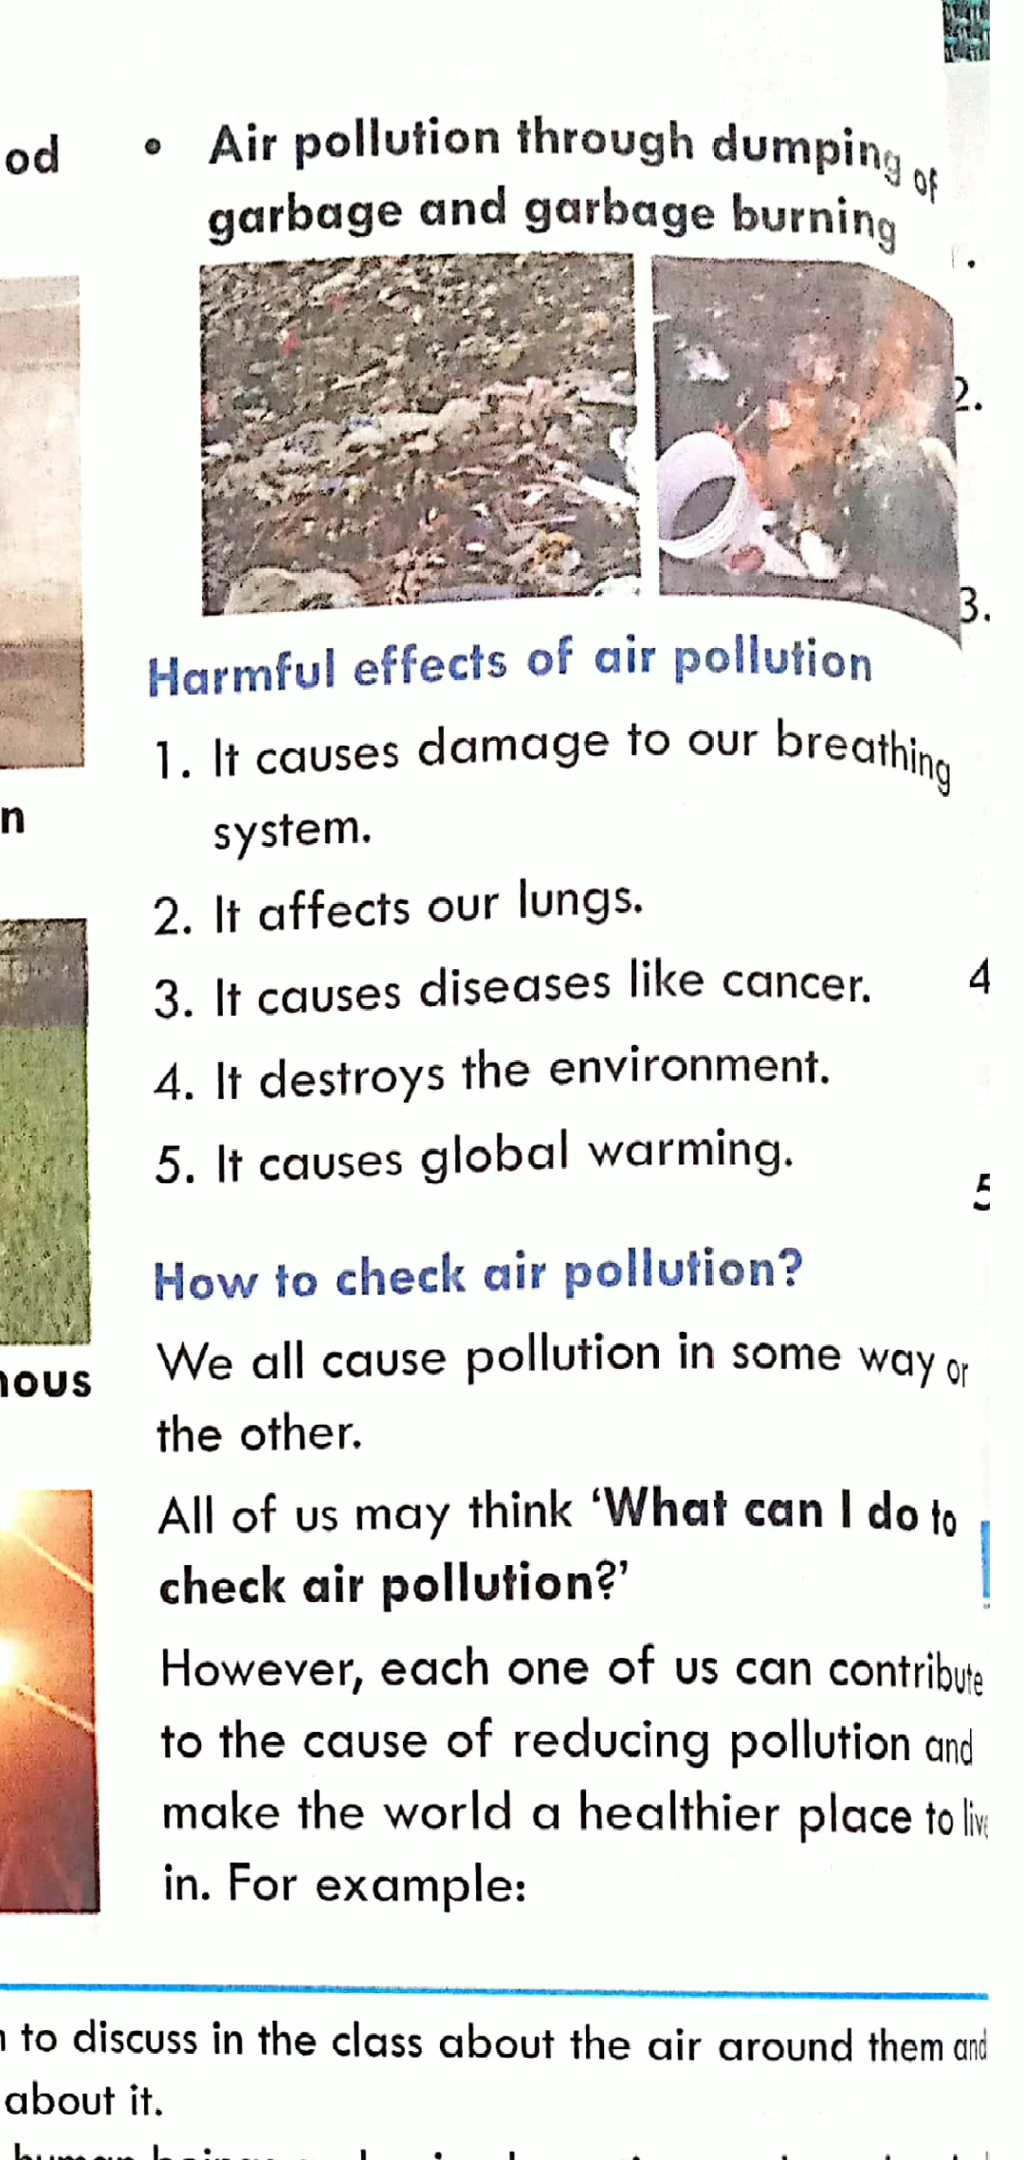 od
n
nous
• Air pollution through dumping of
garbage and garbage burning
Harmful effects of air pollution
1. It causes damage to our breathing
system.
2. It affects our lungs.
3. It causes diseases like cancer.
4. It destroys the environment.
5. It causes global warming.
How to check air pollution?
We all cause pollution in some way or
the other.
All of us may think ‘What can I do to
check air pollution?’
However, each one of us can contribute
to the cause of reducing pollution and
make the world a healthier place to live
in. For example:
2.
3.
4
5
to discuss in the class about the air around them and
about it.